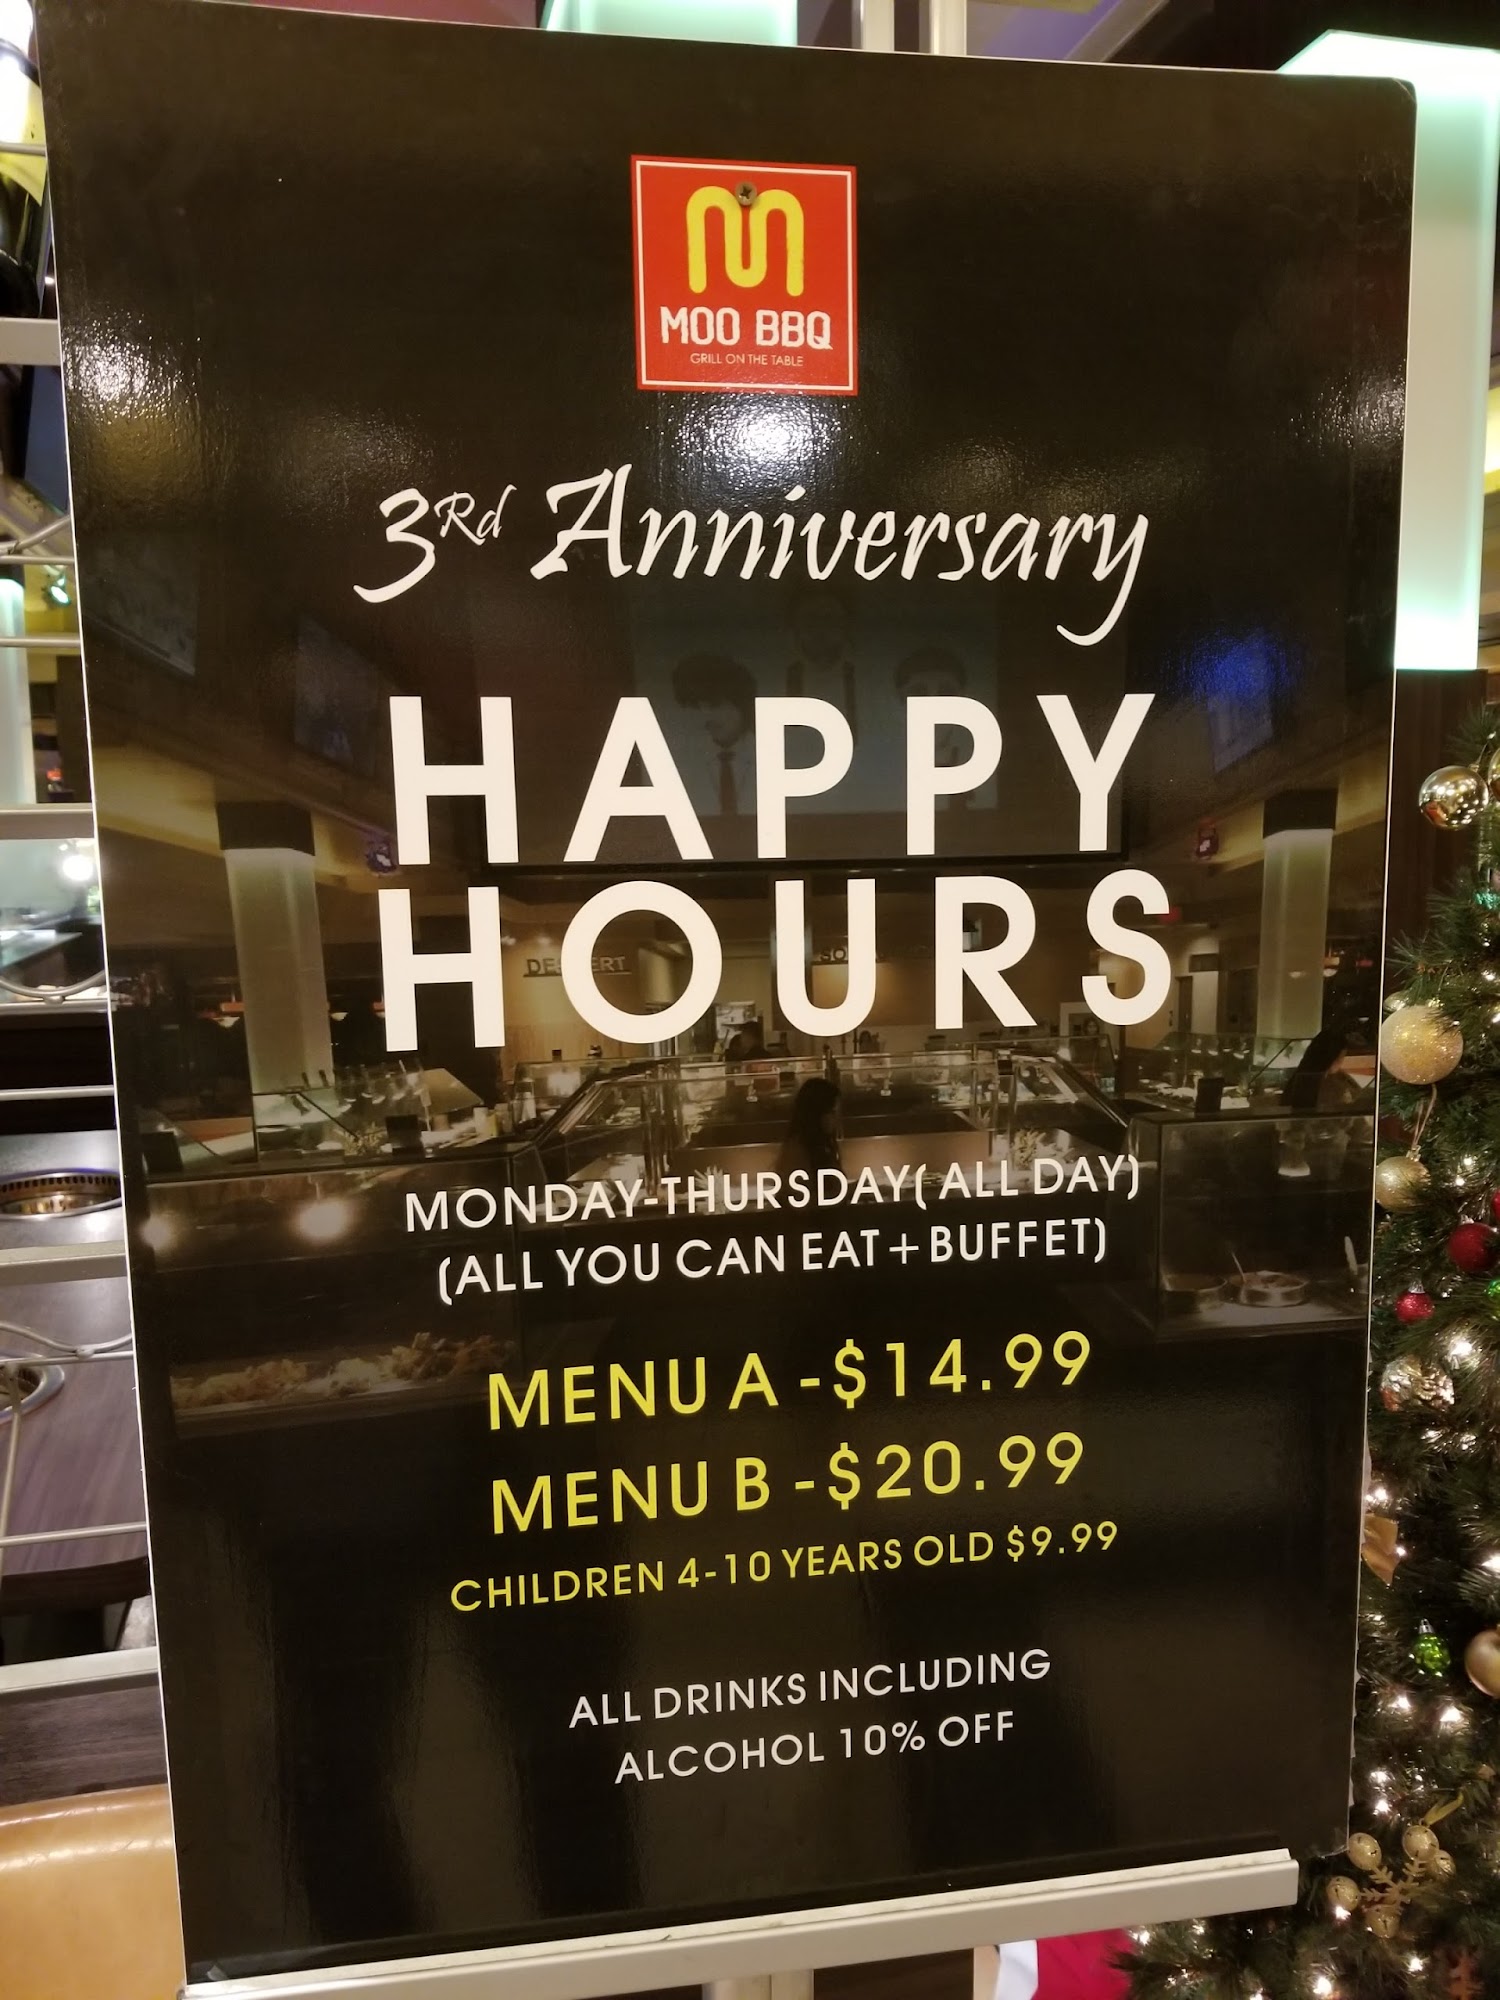 MOO BBQ
GRILL ON THE TABLE
3Rd Anniversary
HAPPY
HOURS
MONDAY-THURSDAY( ALL DAY)
(ALL YOU CAN EAT+BUFFET)
MENU A -$14.99
MENU B -$20.99
CHILDREN 4-10 YEARS OLD $9.99
ALL DRINKS INCLUDING
ALCOHOL 10% OFF